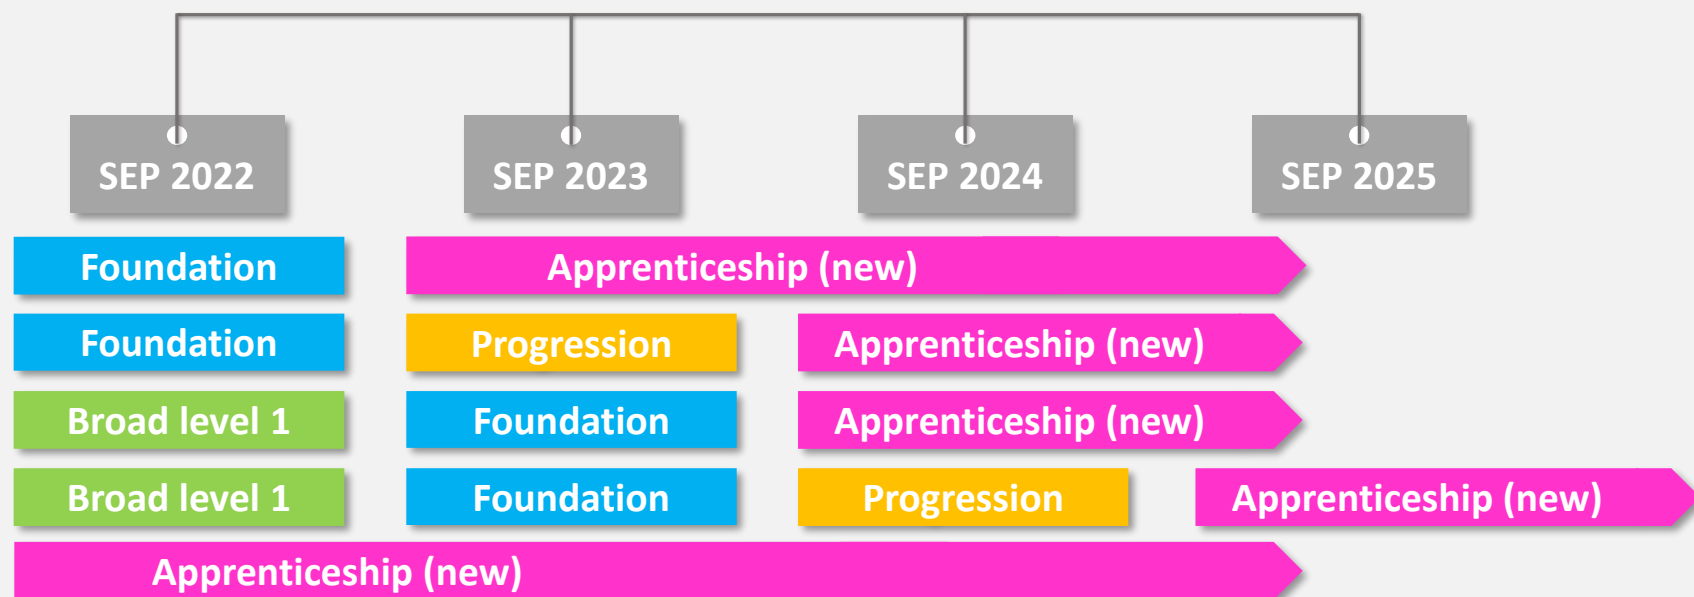 SEP 2022 SEP 2023 SEP 2024 SEP 2025
Foundation Apprenticeship (new)
Foundation Progression Apprenticeship (new)
Broad level 1 Foundation Apprenticeship (new)
Broad level 1 Foundation Progression Apprenticeship (new)
Apprenticeship (new)